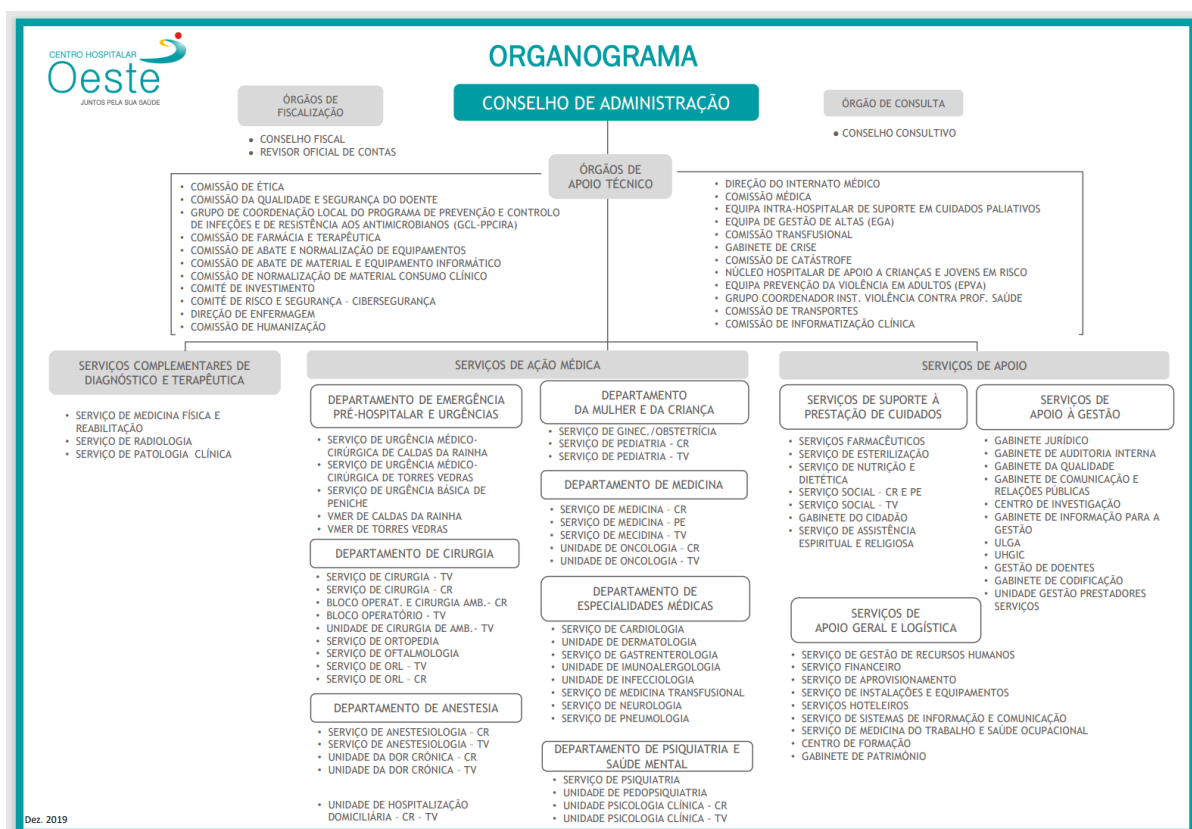 CENTRO HOSPITALAR
Oeste
JUNTOS PELA SUA SAÚDE
ORGANOGRAMA
ÓRGÃOS DE
FISCALIZAÇÃO
• CONSELHO FISCAL
• REVISOR OFICIAL DE CONTAS
CONSELHO DE ADMINISTRAÇÃO
ÓRGÃO DE CONSULTA
• CONSELHO CONSULTIVO
ÓRGÃOS DE
APOIO TÉCNICO
• COMISSÃO DE ÉTICA
• COMISSÃO DA QUALIDADE E SEGURANÇA DO DOENTE
• GRUPO DE COORDENAÇÃO LOCAL DO PROGRAMA DE PREVENÇÃO E CONTROLO
DE INFEÇÕES E DE RESISTÊNCIA AOS ANTIMICROBIANOS (GCL-PPCIRA)
• COMISSÃO DE FARMÁCIA E TERAPÊUTICA
• COMISSÃO DE ABATE E NORMALIZAÇÃO DE EQUIPAMENTOS
• COMISSÃO DE ABATE DE MATERIAL E EQUIPAMENTO INFORMÁTICO
• COMISSÃO DE NORMALIZAÇÃO DE MATERIAL CONSUMO CLÍNICO
• COMITÉ DE INVESTIMENTO
• COMITÉ DE RISCO E SEGURANÇA – CIBERSEGURANÇA
• DIREÇÃO DE ENFERMAGEM
• COMISSÃO DE HUMANIZAÇÃO
• DIREÇÃO DO INTERNATO MÉDICO
• COMISSÃO MÉDICA
• EQUIPA INTRA-HOSPITALAR DE SUPORTE EM CUIDADOS PALIATIVOS
• EQUIPA DE GESTÃO DE ALTAS (EGA)
• COMISSÃO TRANSFUSIONAL
• GABINETE DE CRISE
• COMISSÃO DE CATÁSTROFE
• NÚCLEO HOSPITALAR DE APOIO A CRIANÇAS E JOVENS EM RISCO
• EQUIPA PREVENÇÃO DA VIOLÊNCIA EM ADULTOS (EPVA)
• GRUPO COORDENADOR INST. VIOLÊNCIA CONTRA PROF. SAÚDE
• COMISSÃO DE TRANSPORTES
• COMISSÃO DE INFORMATIZAÇÃO CLÍNICA
SERVIÇOS COMPLEMENTARES DE
DIAGNÓSTICO E TERAPÊUTICA
• SERVIÇO DE MEDICINA FÍSICA E
REABILITAÇÃO
• SERVIÇO DE RADIOLOGIA
• SERVIÇO DE PATOLOGIA CLÍNICA
SERVIÇOS DE AÇÃO MÉDICA
DEPARTAMENTO DE EMERGÊNCIA
PRÉ-HOSPITALAR E URGÊNCIAS
• SERVIÇO DE URGÊNCIA MÉDICO-
CIRÚRGICA DE CALDAS DA RAINHA
• SERVIÇO DE URGÊNCIA MÉDICO-
CIRÚRGICA DE TORRES VEDRAS
• SERVIÇO DE URGÊNCIA BÁSICA DE
PENICHE
• VMER DE CALDAS DA RAINHA
• VMER DE TORRES VEDRAS
DEPARTAMENTO DE CIRURGIA
• SERVIÇO DE CIRURGIA - TV
• SERVIÇO DE CIRURGIA - CR
• BLOCO OPERAT. E CIRURGIA AMB.- CR
• BLOCO OPERATÓRIO - TV
• UNIDADE DE CIRURGIA DE AMB.- TV
• SERVIÇO DE ORTOPEDIA
• SERVIÇO DE OFTALMOLOGIA
• SERVIÇO DE ORL – TV
• SERVIÇO DE ORL – CR
DEPARTAMENTO DE ANESTESIA
• SERVIÇO DE ANESTESIOLOGIA – CR
• SERVIÇO DE ANESTESIOLOGIA – TV
• UNIDADE DA DOR CRÓNICA – CR
• UNIDADE DA DOR CRÓNICA – TV
• UNIDADE DE HOSPITALIZAÇÃO
DOMICILIÁRIA – CR - TV
DEPARTAMENTO
DA MULHER E DA CRIANÇA
• SERVIÇO DE GINEC./OBSTETRÍCIA
• SERVIÇO DE PEDIATRIA - CR
• SERVIÇO DE PEDIATRIA - TV
DEPARTAMENTO DE MEDICINA
• SERVIÇO DE MEDICINA – CR
• SERVIÇO DE MEDICINA – PE
• SERVIÇO DE MECIDINA – TV
• UNIDADE DE ONCOLOGIA – CR
• UNIDADE DE ONCOLOGIA - TV
DEPARTAMENTO DE
ESPECIALIDADES MÉDICAS
• SERVIÇO DE CARDIOLOGIA
• UNIDADE DE DERMATOLOGIA
• SERVIÇO DE GASTRENTEROLOGIA
• UNIDADE DE IMUNOALERGOLOGIA
• UNIDADE DE INFECCIOLOGIA
• SERVIÇO DE MEDICINA TRANSFUSIONAL
• SERVIÇO DE NEUROLOGIA
• SERVIÇO DE PNEUMOLOGIA
DEPARTAMENTO DE PSIQUIATRIA E
SAÚDE MENTAL
• SERVIÇO DE PSIQUIATRIA
• UNIDADE DE PEDOPSIQUIATRIA
• UNIDADE PSICOLOGIA CLÍNICA - CR
• UNIDADE PSICOLOGIA CLÍNICA - TV
SERVIÇOS DE APOIO
SERVIÇOS DE SUPORTE À
PRESTAÇÃO DE CUIDADOS
• SERVIÇOS FARMACÊUTICOS
• SERVIÇO DE ESTERILIZAÇÃO
• SERVIÇO DE NUTRIÇÃO E
DIETÉTICA
• SERVIÇO SOCIAL – CR E PE
• SERVIÇO SOCIAL - TV
• GABINETE DO CIDADÃO
• SERVIÇO DE ASSISTÊNCIA
ESPIRITUAL E RELIGIOSA
SERVIÇOS DE
APOIO À GESTÃO
• GABINETE JURÍDICO
• GABINETE DE AUDITORIA INTERNA
• GABINETE DA QUALIDADE
• GABINETE DE COMUNICAÇÃO E
RELAÇÕES PÚBLICAS
• CENTRO DE INVESTIGAÇÃO
• GABINETE DE INFORMAÇÃO PARA A
GESTÃO
• ULGA
• UHGIC
• GESTÃO DE DOENTES
• GABINETE DE CODIFICAÇÃO
• UNIDADE GESTÃO PRESTADORES
SERVIÇOS
SERVIÇOS DE
APOIO GERAL E LOGÍSTICA
• SERVIÇO DE GESTÃO DE RECURSOS HUMANOS
• SERVIÇO FINANCEIRO
• SERVIÇO DE APROVISIONAMENTO
• SERVIÇO DE INSTALAÇÕES E EQUIPAMENTOS
• SERVIÇOS HOTELEIROS
• SERVIÇO DE SISTEMAS DE INFORMAÇÃO E COMUNICAÇÃO
• SERVIÇO DE MEDICINA DO TRABALHO E SAÚDE OCUPACIONAL
• CENTRO DE FORMAÇÃO
• GABINETE DE PATRIMÓNIO
Dez. 2019